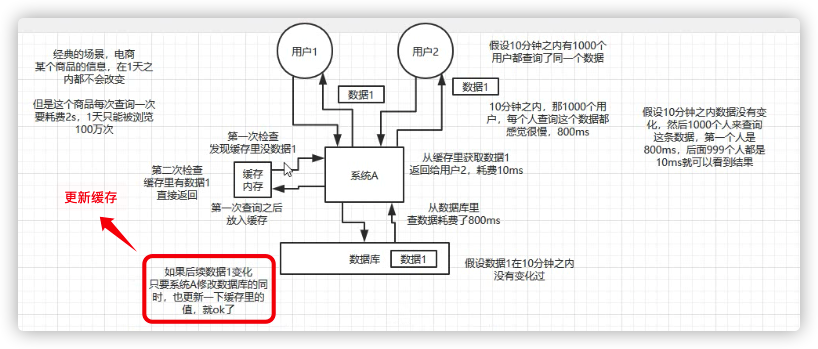 经典的场景，电商
某个商品的信息，在1天之
内都不会改变
但是这个商品每次查询一次
要耗费2s，1天只能被浏览
100万次
用户1
用户2
数据1
数据1
假设10分钟之内有1000个
用户都查询了同一个数据
10分钟之内，那1000个用
户，每个人查询这个数据都
感觉很慢，800ms
假设10分钟之内数据没有变
化，然后1000个人来查询
这条数据，第一个人是
800ms，后面999个人都是
10ms就可以看到结果
第一次检查
发现缓存里没数据1
第二次检查
缓存里有数据1
直接返回
缓存
内存
第一次查询之后
放入缓存
系统A
从缓存里获取数据1
返回给用户2，耗费10ms
从数据库里
查数据耗费了800ms
更新缓存
如果后续数据1变化
只要系统A修改数据库的同
时，也更新一下缓存里的
值，就ok了
数据库
数据1
假设数据1在10分钟之内
没有变化过